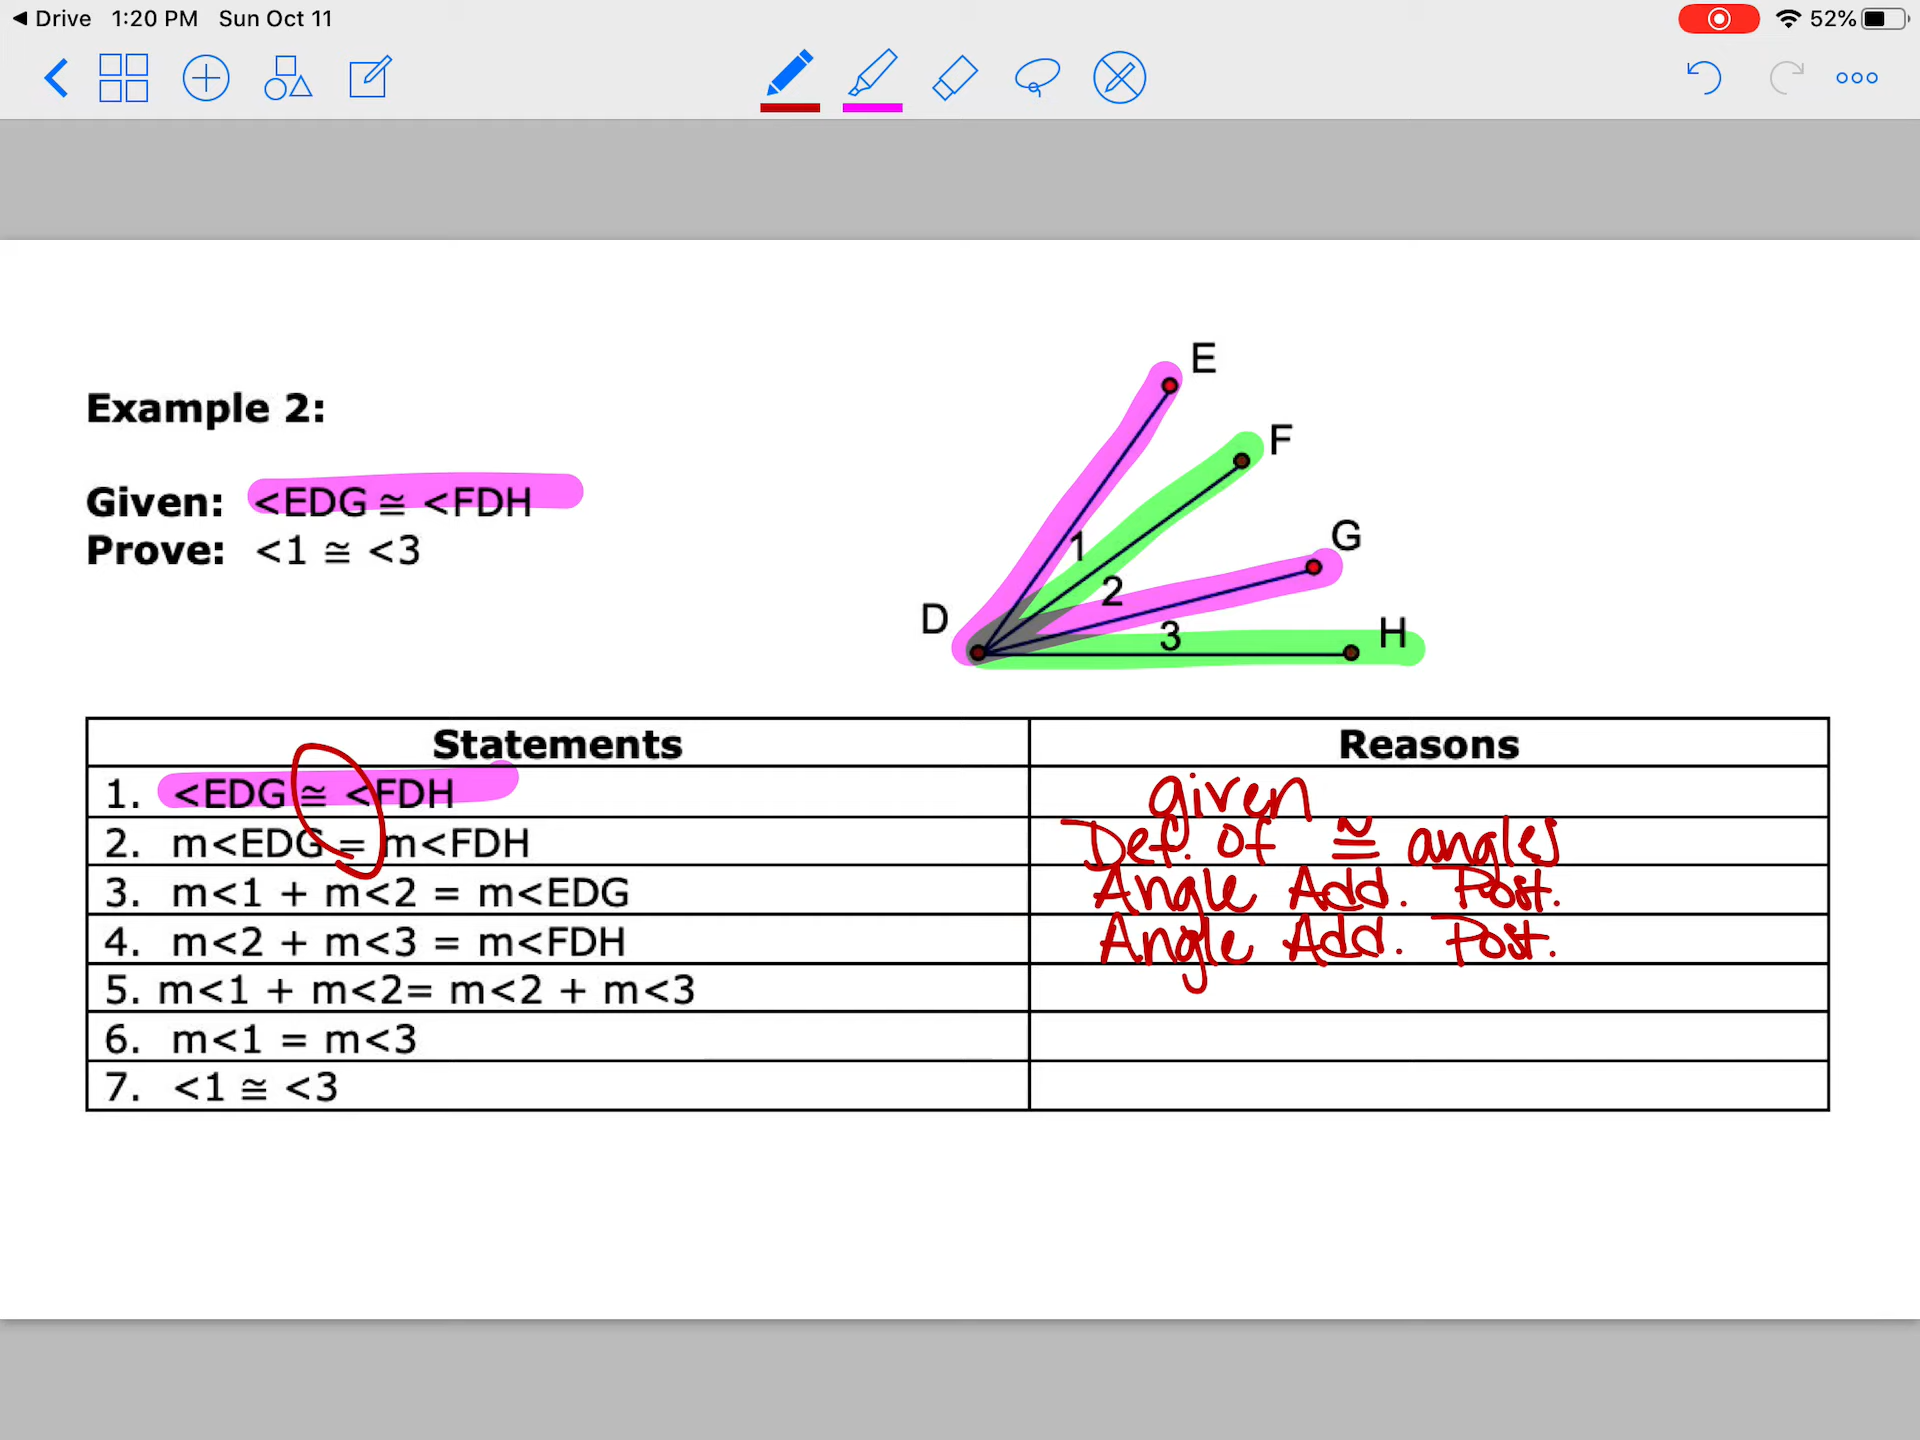 Drive 1:20 PM Sun Oct 11 52%
E
Example 2:
F
Given: <EDG ≅ <FDH
G
Prove: <1 ≅ <3
1
2
D
3
H
Statements Reasons
1. <EDG ≅ <FDH given
2. m<EDG = m<FDH Def. of ≅ angles
3. m<1 + m<2 = m<EDG Angle Add. Post.
4. m<2 + m<3 = m<FDH Angle Add. Post.
5. m<1 + m<2= m<2 + m<3
6. m<1 = m<3
7. <1 ≅ <3